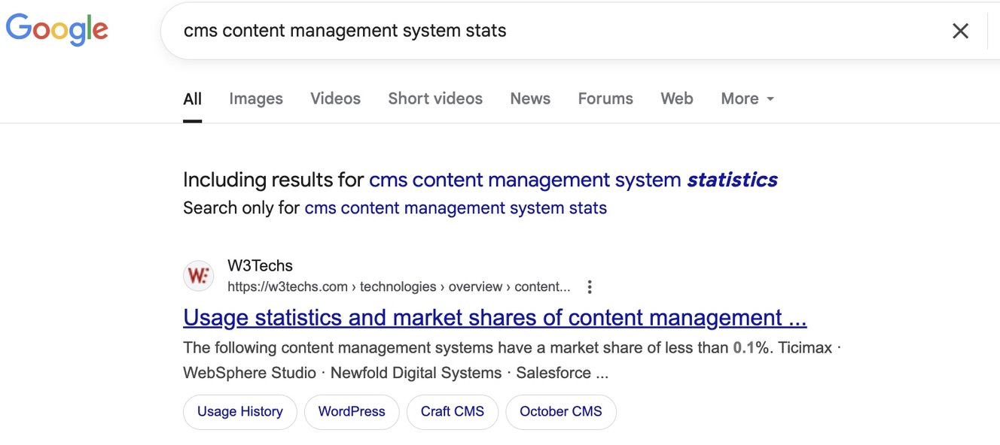 Google
cms content management system stats
All Images Videos Short videos News Forums Web More
Including results for cms content management system statistics
Search only for cms content management system stats
W3Techs
https://w3techs.com › technologies › overview › content...
Usage statistics and market shares of content management ...
The following content management systems have a market share of less than 0.1%. Ticimax ·
WebSphere Studio · Newfold Digital Systems · Salesforce ...
Usage History WordPress Craft CMS October CMS